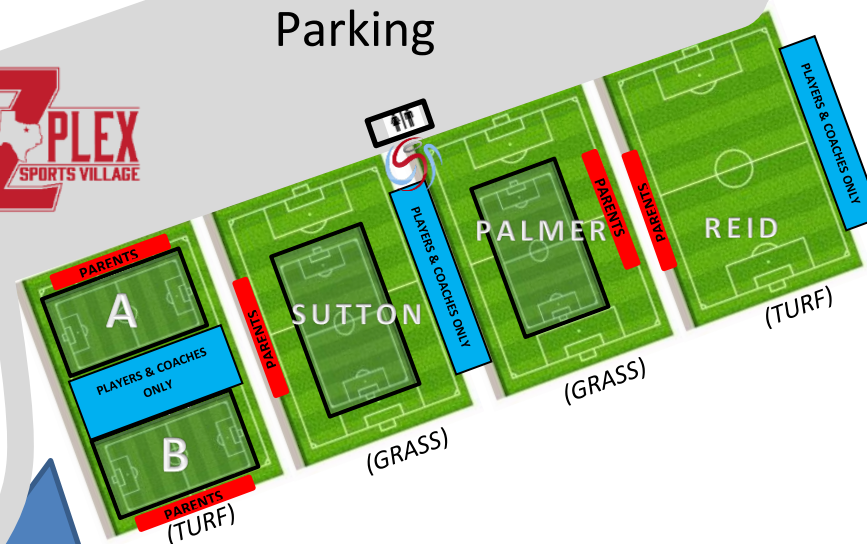 Parking
PLEX
SPORTS VILLAGE
PARENTS
A
PLAYERS & COACHES
ONLY
B
PARENTS
(TURF)
PARENTS
SUTTON
(GRASS)
PLAYERS & COACHES ONLY
PALMER
PARENTS
(GRASS)
PARENTS
REID
(TURF)
PLAYERS & COACHES ONLY